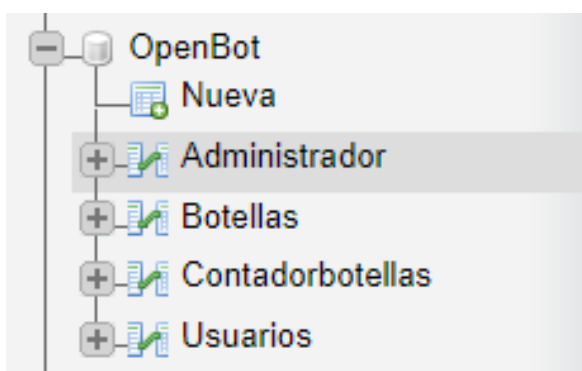 OpenBot
Nueva
Administrador
Botellas
Contadorbotellas
Usuarios